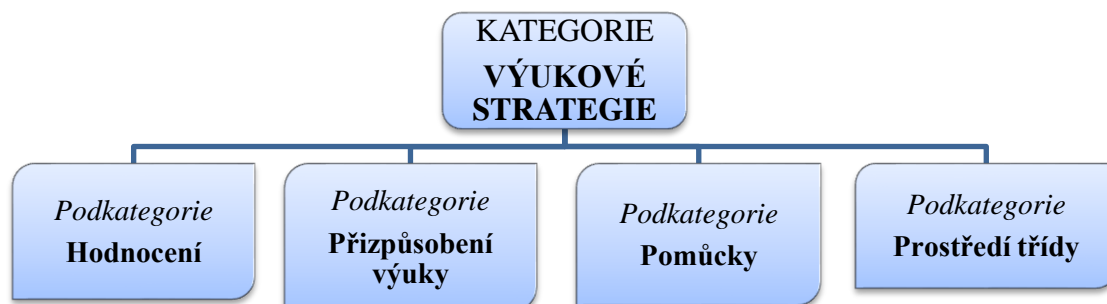 KATEGORIE
VÝUKOVÉ
STRATEGIE
Podkategorie
Hodnocení
Podkategorie
Přizpůsobení
výuky
Podkategorie
Pomůcky
Podkategorie
Prostředí třídy